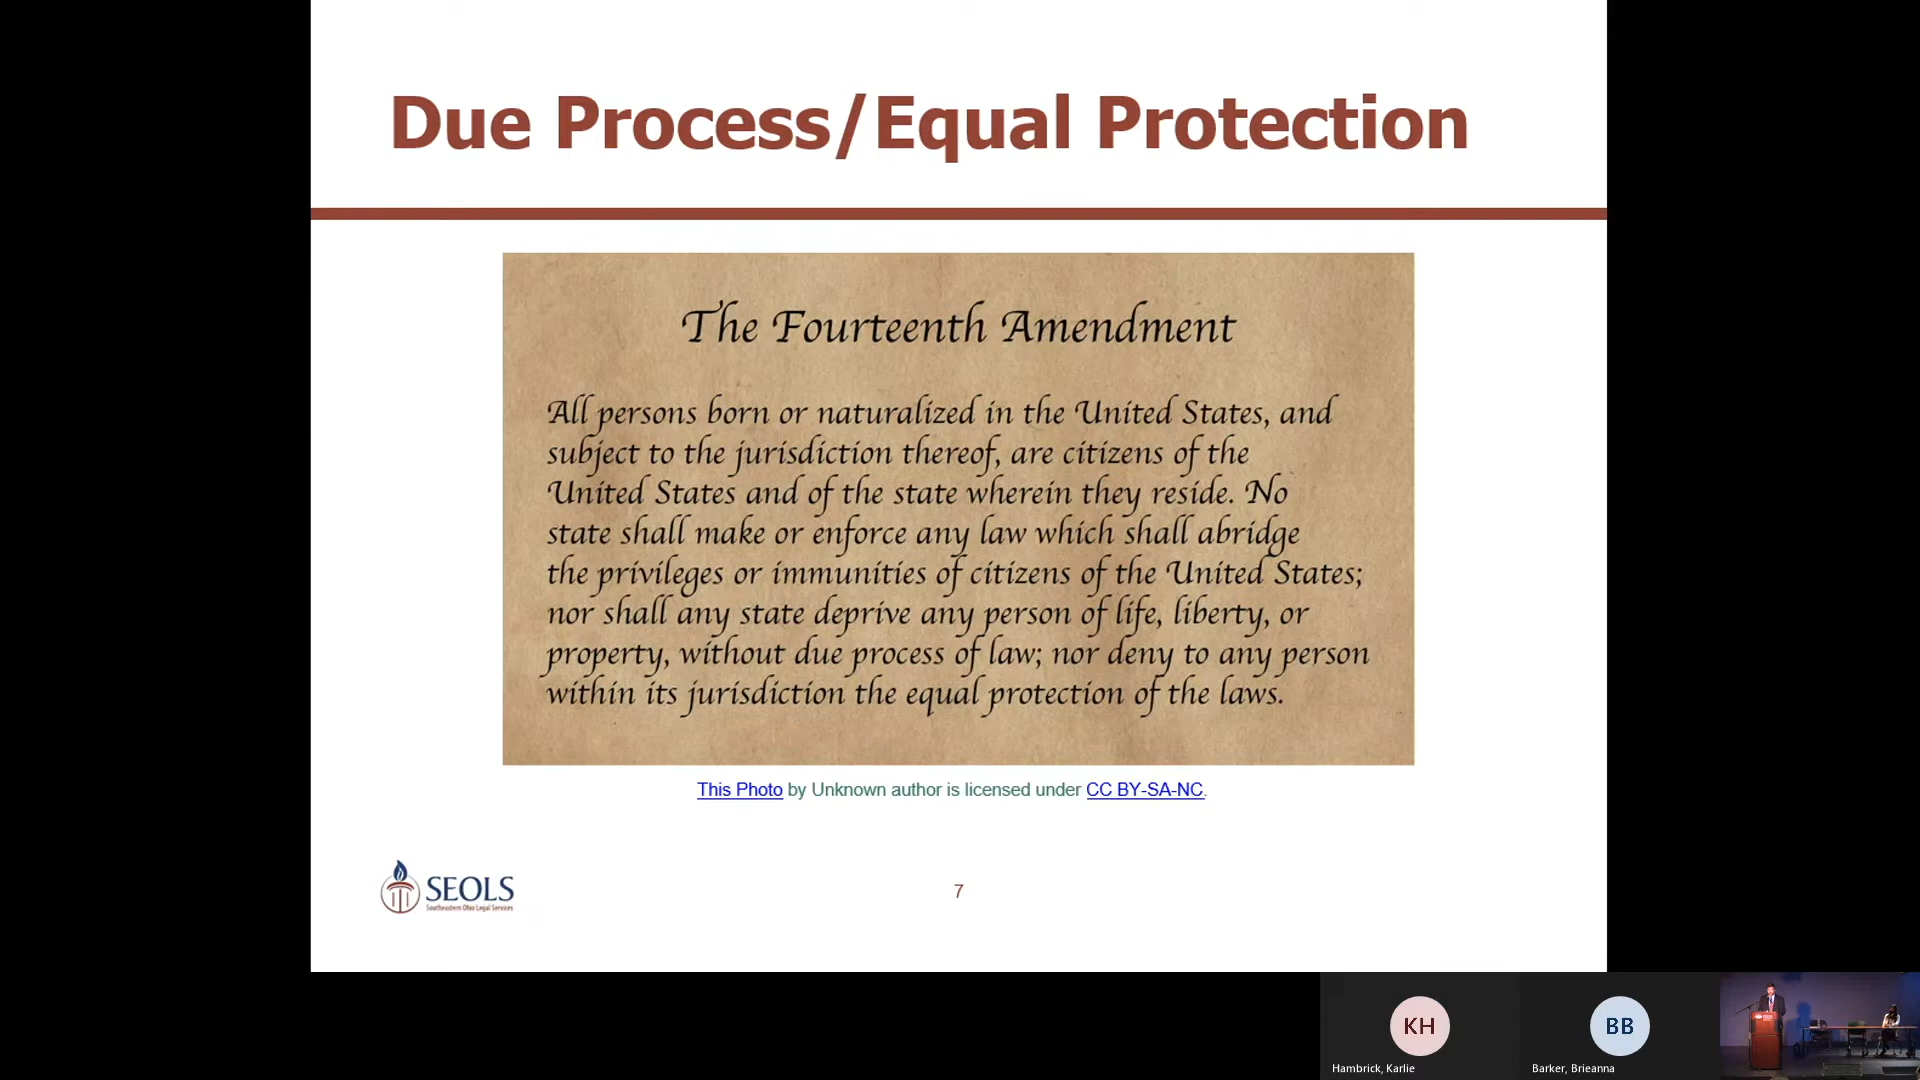 Due Process/Equal Protection
The Fourteenth Amendment
All persons born or naturalized in the United States, and
subject to the jurisdiction thereof, are citizens of the
United States and of the state wherein they reside. No
state shall make or enforce any law which shall abridge
the privileges or immunities of citizens of the United States;
nor shall any state deprive any person of life, liberty, or
property, without due process of law; nor deny to any person
within its jurisdiction the equal protection of the laws.
This Photo by Unknown author is licensed under CC BY-SA-NC.
SEOLS
Southeastern Ohio Legal Services
7
KH
Hambrick, Karlie
BB
Barker, Brieanna